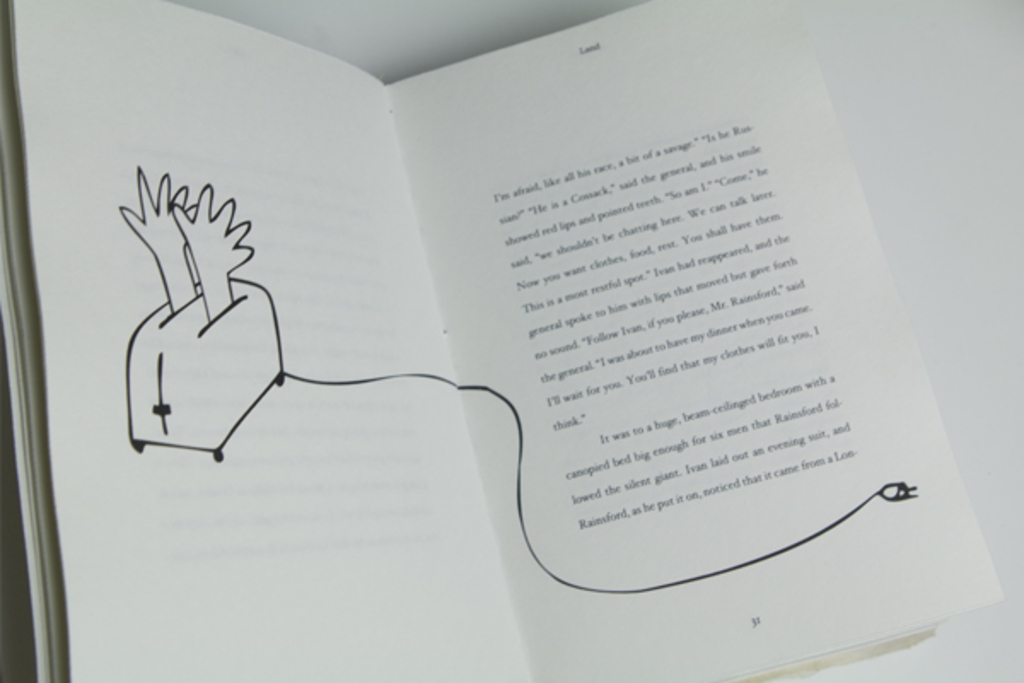 Land
I'm afraid, like all his race, a bit of a savage." "Is he Rus-
sian?" "He is a Cossack," said the general, and his smile
showed red lips and pointed teeth. "So am I." "Come," he
said, "we shouldn't be chatting here. We can talk later.
Now you want clothes, food, rest. You shall have them.
This is a most restful spot." Ivan had reappeared, and the
general spoke to him with lips that moved but gave forth
no sound. "Follow Ivan, if you please, Mr. Rainsford," said
the general. "I was about to have my dinner when you came.
I'll wait for you. You'll find that my clothes will fit you, I
think."
It was to a huge, beam-ceilinged bedroom with a
canopied bed big enough for six men that Rainsford fol-
lowed the silent giant. Ivan laid out an evening suit, and
Rainsford, as he put it on, noticed that it came from a Lon-
31